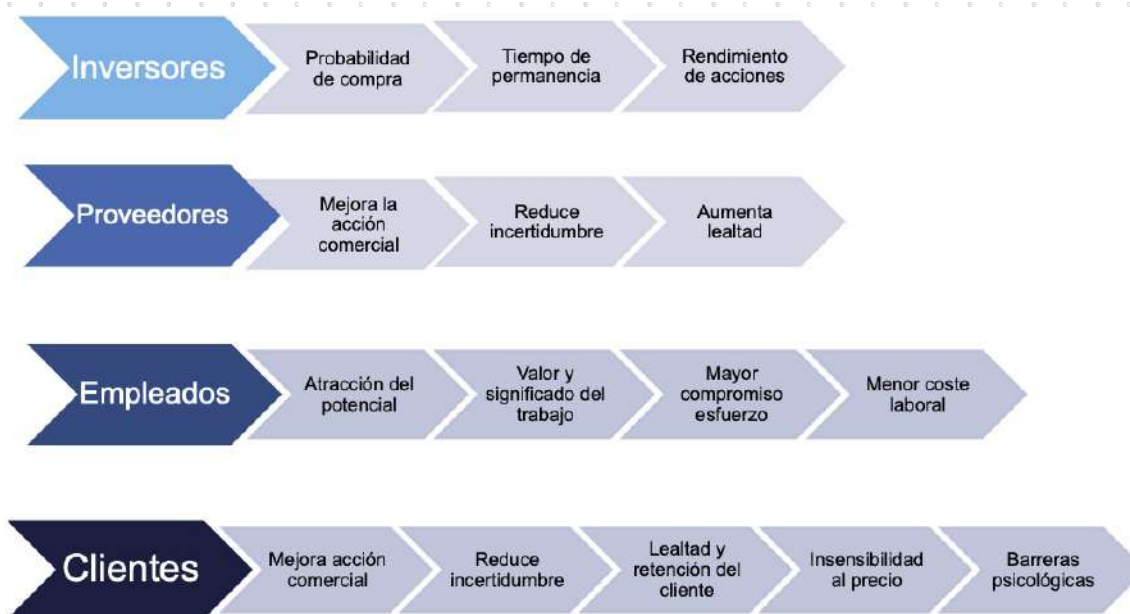 Inversores
Probabilidad
de compra
Tiempo de
permanencia
Rendimiento
de acciones
Proveedores
Mejora la
acción
comercial
Reduce
incertidumbre
Aumenta
lealtad
Empleados
Atracción del
potencial
Valor y
significado del
trabajo
Mayor
compromiso
esfuerzo
Menor coste
laboral
Clientes
Mejora acción
comercial
Reduce
incertidumbre
Lealtad y
retención del
cliente
Insensibilidad
al precio
Barreras
psicológicas